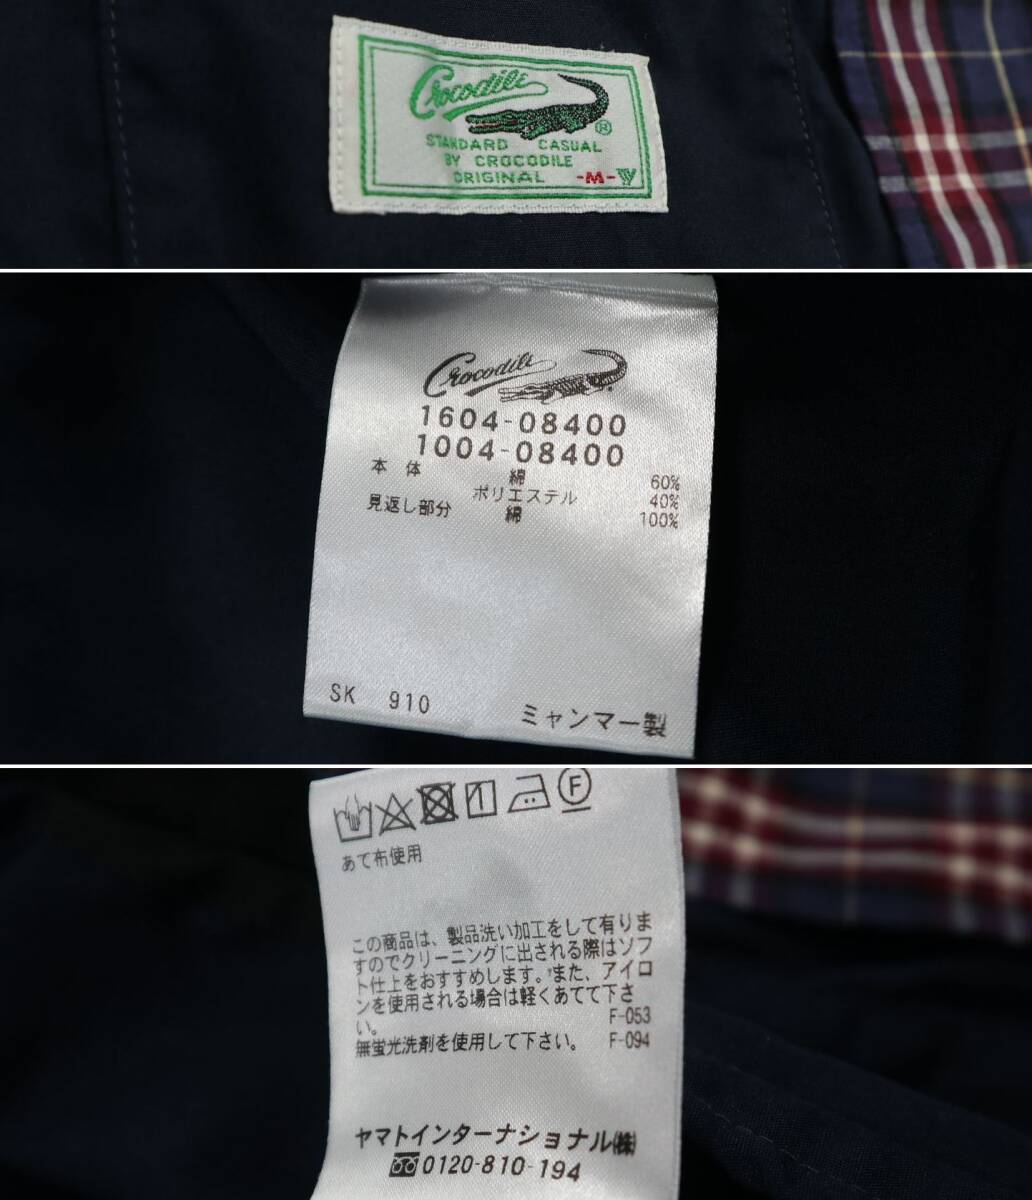 Crocodile
®
STANDARD CASUAL
BY CROCODILE
ORIGINAL -M-
Crocodile
1604-08400
1004-08400
本体 綿 60%
ポリエステル 40%
見返し部分 綿 100%
SK 910 ミャンマー製
F
あて布使用
この商品は、製品洗い加工をして有りま
すのでクリーニングに出される際はソフ
ト仕上をおすすめします。また、アイロ
ンを使用される場合は軽くあてて下さ
い。 F-053
無蛍光洗剤を使用して下さい。 F-094
ヤマトインターナショナル(株)
0120-810-194